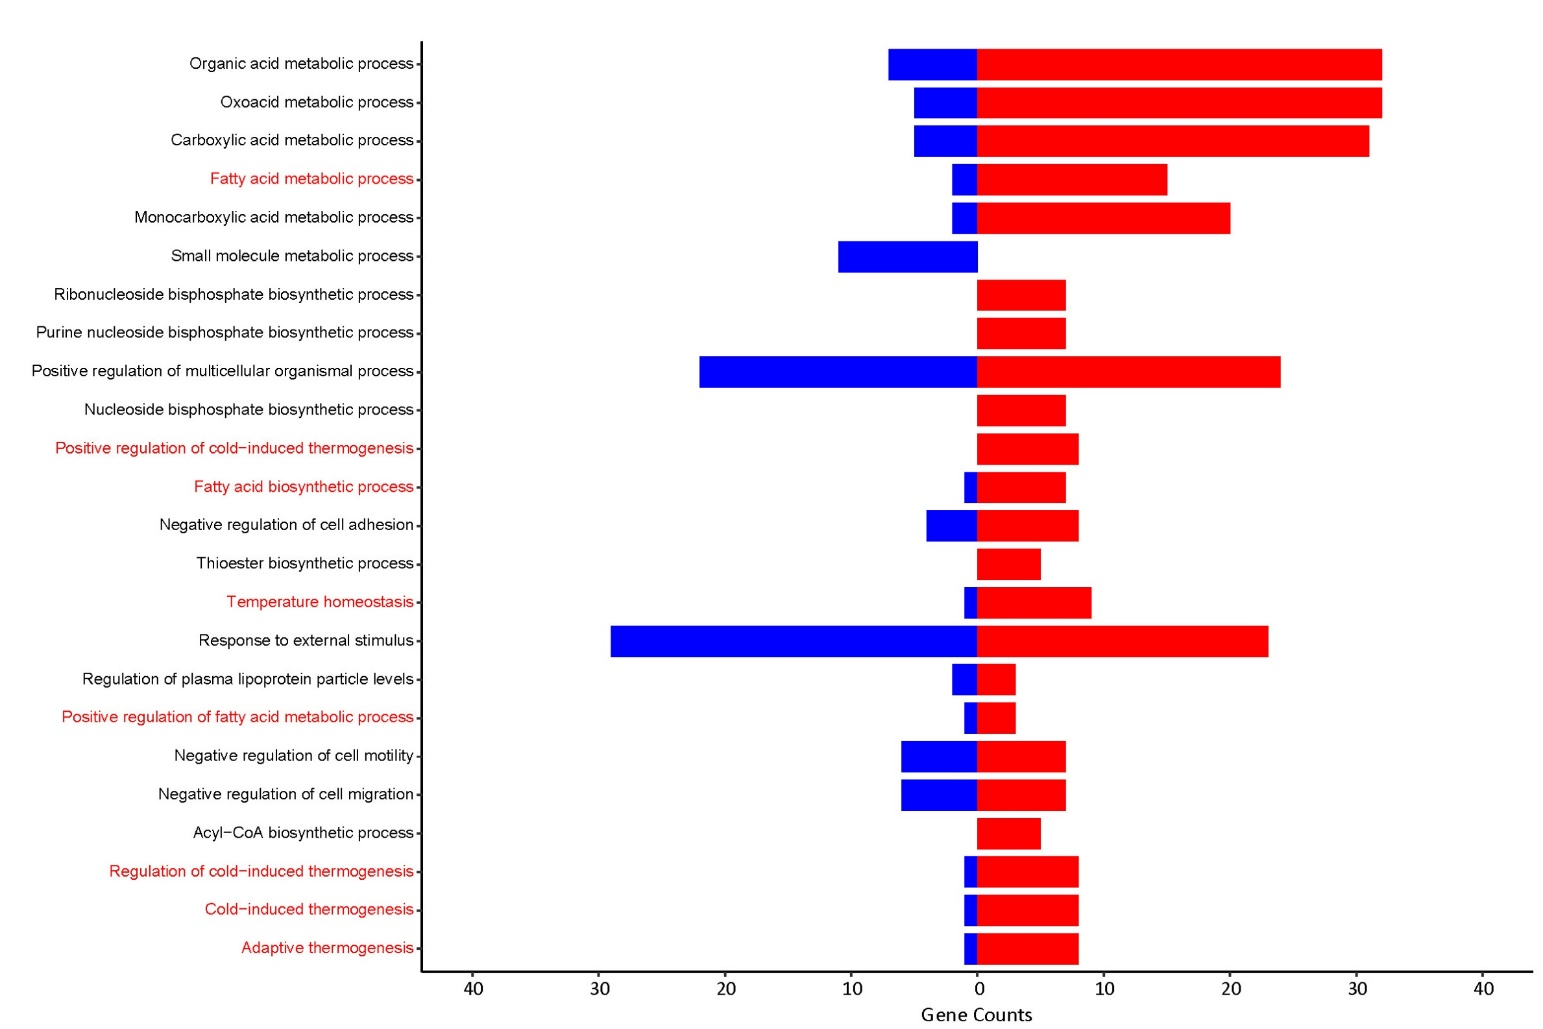 Organic acid metabolic process
Oxoacid metabolic process
Carboxylic acid metabolic process
Fatty acid metabolic process
Monocarboxylic acid metabolic process
Small molecule metabolic process
Ribonucleoside bisphosphate biosynthetic process
Purine nucleoside bisphosphate biosynthetic process
Positive regulation of multicellular organismal process
Nucleoside bisphosphate biosynthetic process
Positive regulation of cold−induced thermogenesis
Fatty acid biosynthetic process
Negative regulation of cell adhesion
Thioester biosynthetic process
Temperature homeostasis
Response to external stimulus
Regulation of plasma lipoprotein particle levels
Positive regulation of fatty acid metabolic process
Negative regulation of cell motility
Negative regulation of cell migration
Acyl−CoA biosynthetic process
Regulation of cold−induced thermogenesis
Cold−induced thermogenesis
Adaptive thermogenesis
40 30 20 10 0 10 20 30 40
Gene Counts